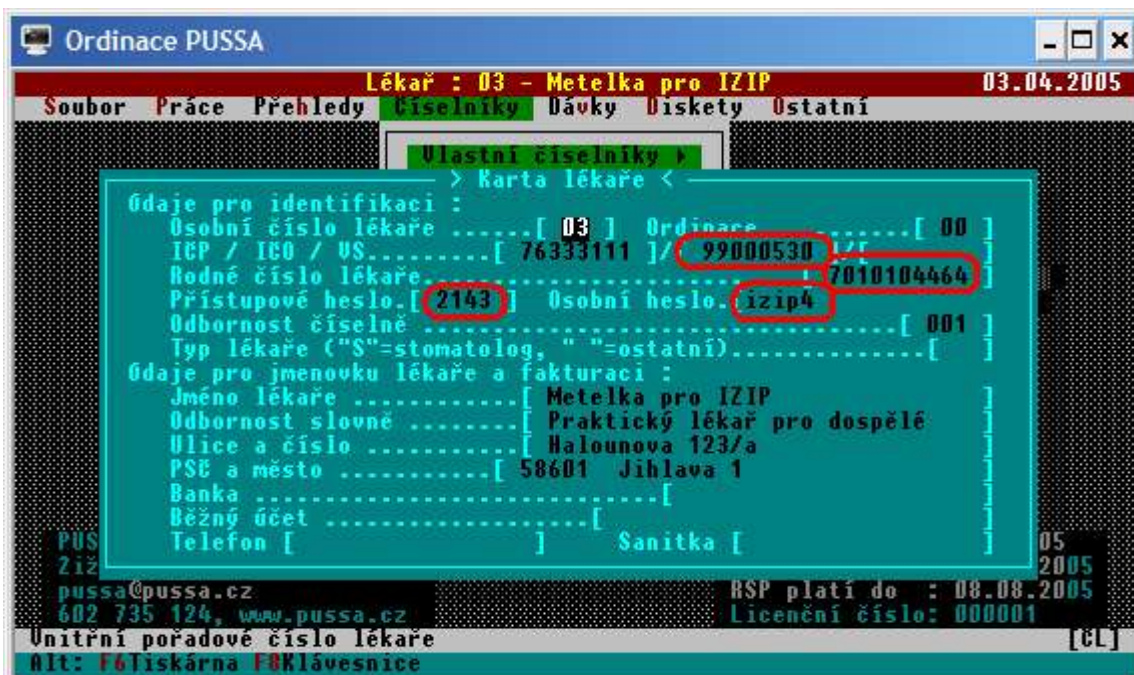 Ordinace PUSSA
Lékař : 03 - Metelka pro IZIP 03.04.2005
Soubor Práce Přehledy Číselníky Dávky Diskety Ostatní
Vlastní číselníky
> Karta lékaře <
Údaje pro identifikaci :
Osobní číslo lékaře ......[ 03 ] Ordinace.............[ 00 ]
IČP / IČO / VS..........[ 76333111 ]/[ 99000530 ]/[ ]
Rodné číslo lékaře..............................[ 7010104464 ]
Přístupové heslo.[ 2143 ] Osobní heslo.[izip4
Odbornost číselně ...................................[ 001 ]
Typ lékaře ("S"=stomatolog, " "=ostatní)...............[ ]
Údaje pro jmenovku lékaře a fakturaci :
Jméno lékaře ............[ Metelka pro IZIP ]
Odbornost slovně ........[ Praktický lékař pro dospělé ]
Ulice a číslo ...........[ Halounova 123/a ]
PSČ a město ...........[ 58601 Jihlava 1 ]
Banka ..............................[ ]
Běžný účet ....................[ ]
Telefon [ ] Sanitka [ ]
PUS 05
Žiž 2005
pussa@pussa.cz RSP platí do : 08.08.2005
602 735 124, www.pussa.cz Licenční číslo: 000001
Vnitřní pořadové číslo lékaře [ČL]
Alt: F6Tiskárna F8Klávesnice